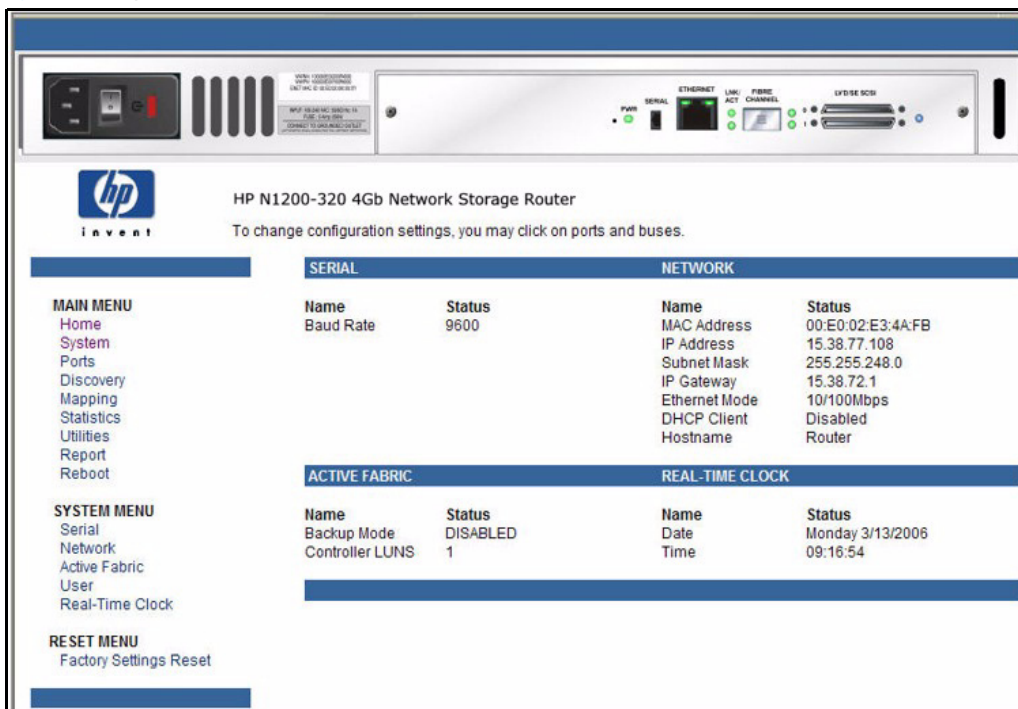 PWR
SERIAL
ETHERNET
LNK/ ACT
FIBRE CHANNEL
LVD/SE SCSI
hp
invent
HP N1200-320 4Gb Network Storage Router
To change configuration settings, you may click on ports and buses.
MAIN MENU
Home
System
Ports
Discovery
Mapping
Statistics
Utilities
Report
Reboot
SYSTEM MENU
Serial
Network
Active Fabric
User
Real-Time Clock
RESET MENU
Factory Settings Reset
SERIAL
Name Status
Baud Rate 9600
NETWORK
Name Status
MAC Address 00:E0:02:E3:4A:FB
IP Address 15.38.77.108
Subnet Mask 255.255.248.0
IP Gateway 15.38.72.1
Ethernet Mode 10/100Mbps
DHCP Client Disabled
Hostname Router
ACTIVE FABRIC
Name Status
Backup Mode DISABLED
Controller LUNS 1
REAL-TIME CLOCK
Name Status
Date Monday 3/13/2006
Time 09:16:54